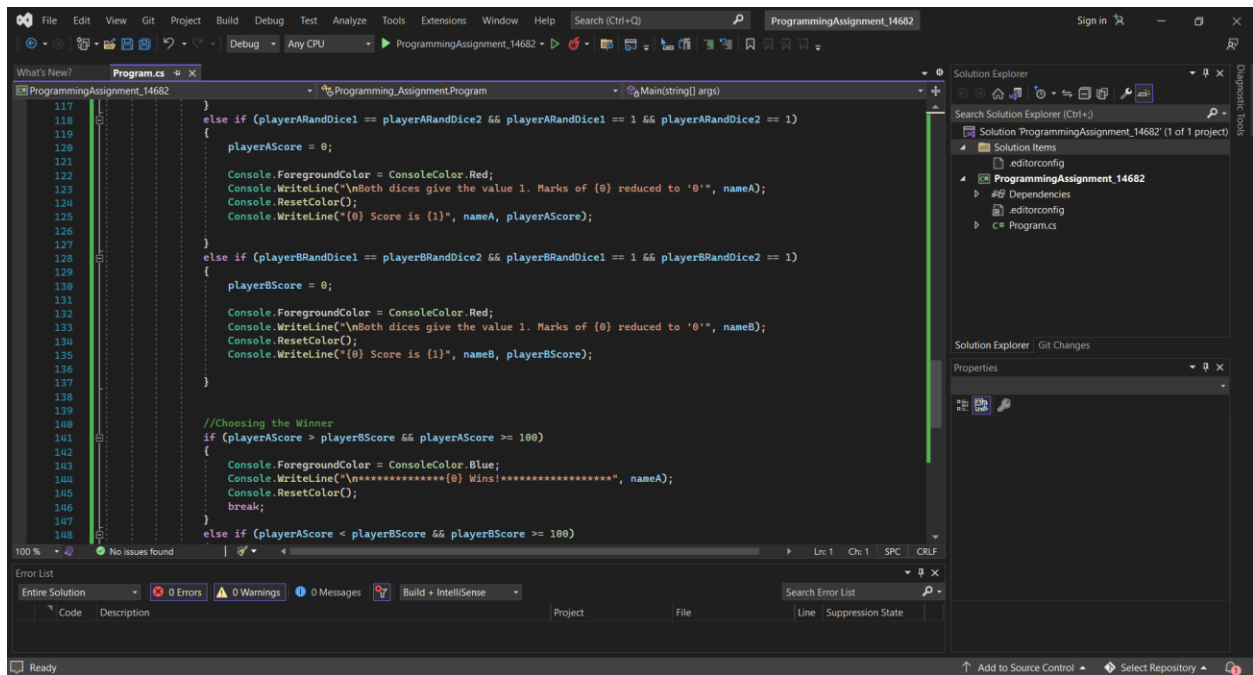 File Edit View Git Project Build Debug Test Analyze Tools Extensions Window Help Search (Ctrl+Q) ProgrammingAssignment_14682 Sign in
Debug Any CPU ProgrammingAssignment_14682
What's New? Program.cs
ProgrammingAssignment_14682 Programming_Assignment.Program Main(string[] args)
117 }
118 else if (playerARandDice1 == playerARandDice2 && playerARandDice1 == 1 && playerARandDice2 == 1)
119 {
120 playerAScore = 0;
121
122 Console.ForegroundColor = ConsoleColor.Red;
123 Console.WriteLine("\nBoth dices give the value 1. Marks of {0} reduced to '0'", nameA);
124 Console.ResetColor();
125 Console.WriteLine("{0} Score is {1}", nameA, playerAScore);
126
127 }
128 else if (playerBRandDice1 == playerBRandDice2 && playerBRandDice1 == 1 && playerBRandDice2 == 1)
129 {
130 playerBScore = 0;
131
132 Console.ForegroundColor = ConsoleColor.Red;
133 Console.WriteLine("\nBoth dices give the value 1. Marks of {0} reduced to '0'", nameB);
134 Console.ResetColor();
135 Console.WriteLine("{0} Score is {1}", nameB, playerBScore);
136
137 }
138
139
140 //Choosing the Winner
141 if (playerAScore > playerBScore && playerAScore >= 100)
142 {
143 Console.ForegroundColor = ConsoleColor.Blue;
144 Console.WriteLine("\n**************{0} Wins!******************", nameA);
145 Console.ResetColor();
146 break;
147 }
148 else if (playerAScore < playerBScore && playerBScore >= 100)
100 % No issues found Ln: 1 Ch: 1 SPC CRLF
Error List
Entire Solution 0 Errors 0 Warnings 0 Messages Build + IntelliSense Search Error List
Code Description Project File Line Suppression State
Solution Explorer
Search Solution Explorer (Ctrl+;)
Solution 'ProgrammingAssignment_14682' (1 of 1 project)
Solution Items
.editorconfig
ProgrammingAssignment_14682
Dependencies
.editorconfig
C# Program.cs
Solution Explorer Git Changes
Properties
Diagnostic Tools
Ready Add to Source Control Select Repository 1